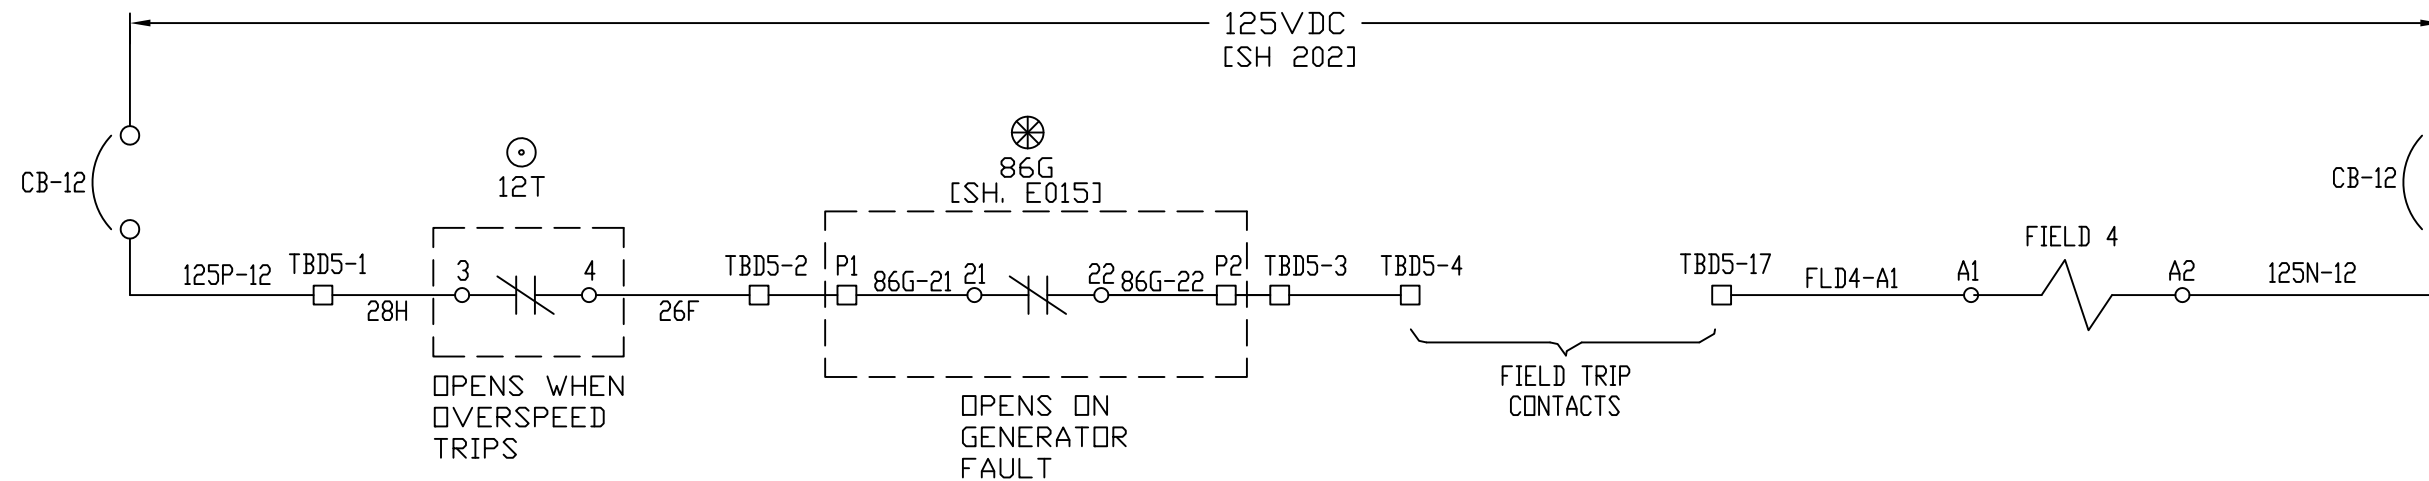 125VDC
[SH 202]
CB-12
12T
86G
[SH. E015]
CB-12
125P-12
TBD5-1
28H
3
4
26F
TBD5-2
P1
86G-21
21
22
86G-22
P2
TBD5-3
TBD5-4
TBD5-17
FLD4-A1
A1
FIELD 4
A2
125N-12
OPENS WHEN
OVERSPEED
TRIPS
OPENS ON
GENERATOR
FAULT
FIELD TRIP
CONTACTS